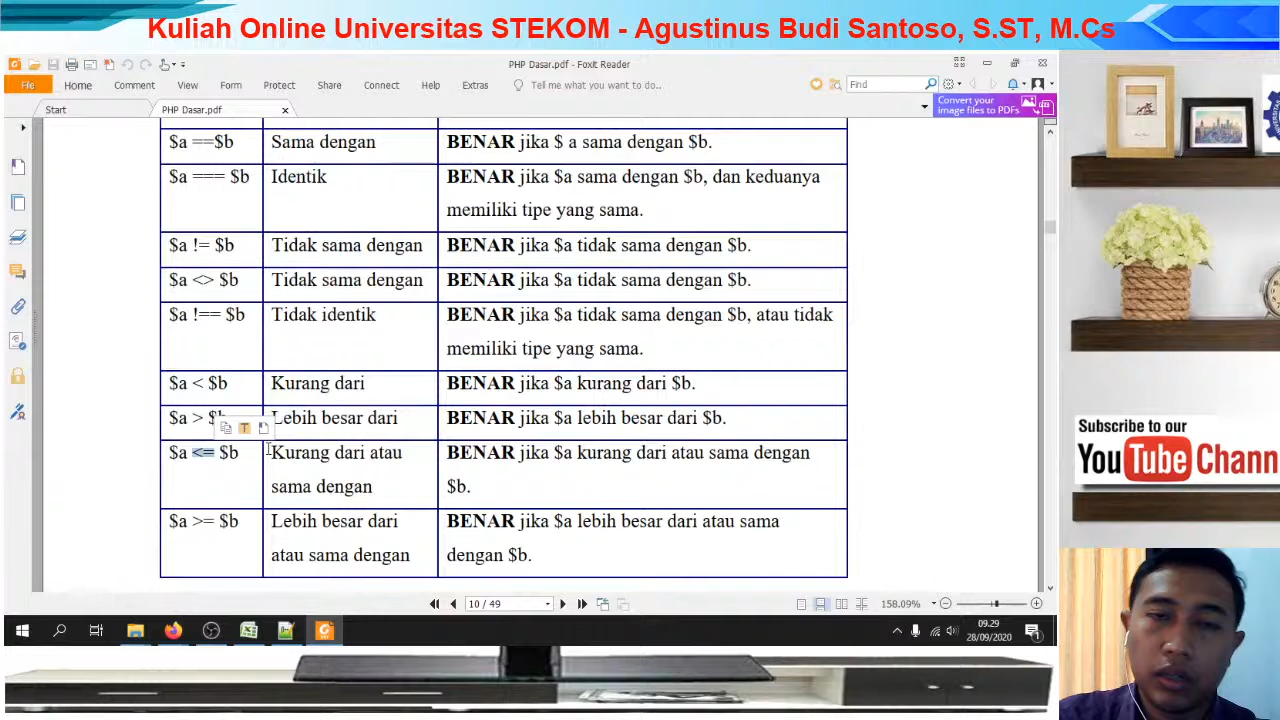 Kuliah Online Universitas STEKOM - Agustinus Budi Santoso, S.ST, M.Cs
PHP Dasar.pdf - Foxit Reader
File Home Comment View Form Protect Share Connect Help Extras Tell me what you want to do.. Find
Start PHP Dasar.pdf Convert your
image files to PDFs
$a ==$b Sama dengan BENAR jika $ a sama dengan $b.
$a === $b Identik BENAR jika $a sama dengan $b, dan keduanya
memiliki tipe yang sama.
$a != $b Tidak sama dengan BENAR jika $a tidak sama dengan $b.
$a <> $b Tidak sama dengan BENAR jika $a tidak sama dengan $b.
$a !== $b Tidak identik BENAR jika $a tidak sama dengan $b, atau tidak
memiliki tipe yang sama.
$a < $b Kurang dari BENAR jika $a kurang dari $b.
$a > $b Lebih besar dari BENAR jika $a lebih besar dari $b.
$a <= $b Kurang dari atau BENAR jika $a kurang dari atau sama dengan
sama dengan $b.
$a >= $b Lebih besar dari BENAR jika $a lebih besar dari atau sama
atau sama dengan dengan $b.
Subscribe to our
YouTube Chann
10 / 49 158.09%
09.29
28/09/2020